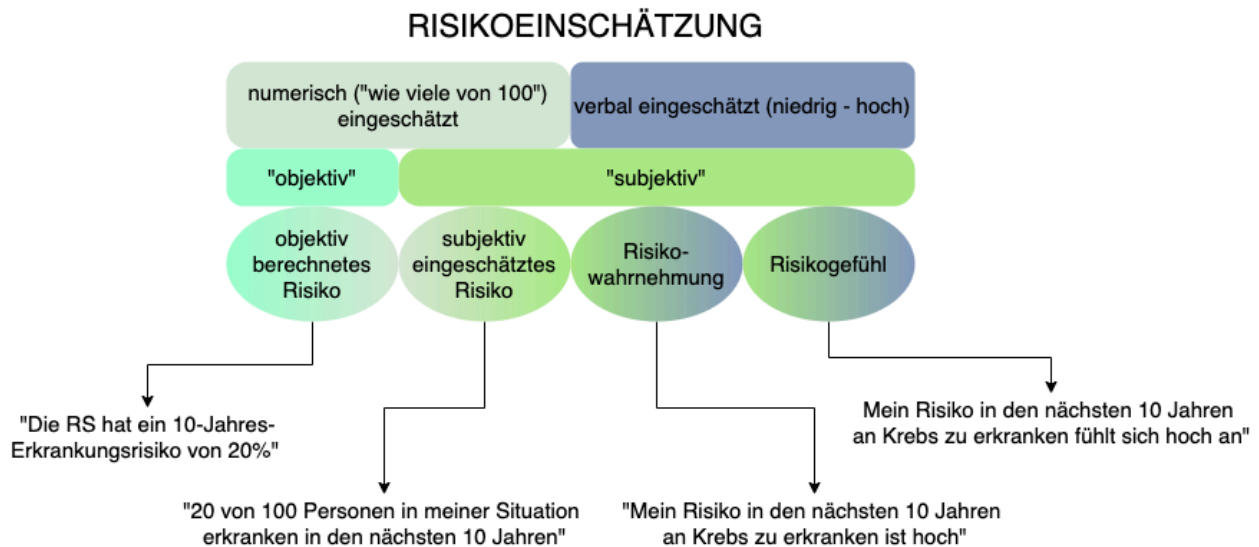 RISIKOEINSCHÄTZUNG
numerisch ("wie viele von 100")
eingeschätzt
verbal eingeschätzt (niedrig - hoch)
"objektiv"
"subjektiv"
objektiv
berechnetes
Risiko
subjektiv
eingeschätztes
Risiko
Risiko-
wahrnehmung
Risikogefühl
"Die RS hat ein 10-Jahres-
Erkrankungsrisiko von 20%"
"20 von 100 Personen in meiner Situation
erkranken in den nächsten 10 Jahren"
"Mein Risiko in den nächsten 10 Jahren
an Krebs zu erkranken ist hoch"
Mein Risiko in den nächsten 10 Jahren
an Krebs zu erkranken fühlt sich hoch an"